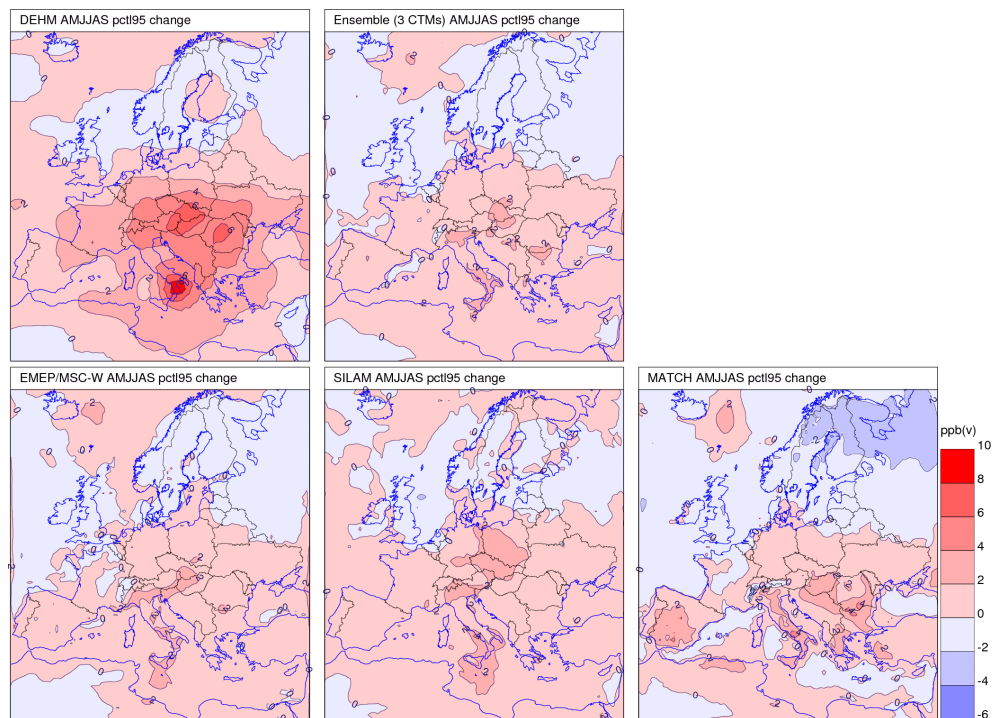 DEHM AMJJAS pctl95 change
Ensemble (3 CTMs) AMJJAS pctl95 change
EMEP/MSC-W AMJJAS pctl95 change
SILAM AMJJAS pctl95 change
MATCH AMJJAS pctl95 change
ppb(v)
10
8
6
4
2
0
-2
-4
-6